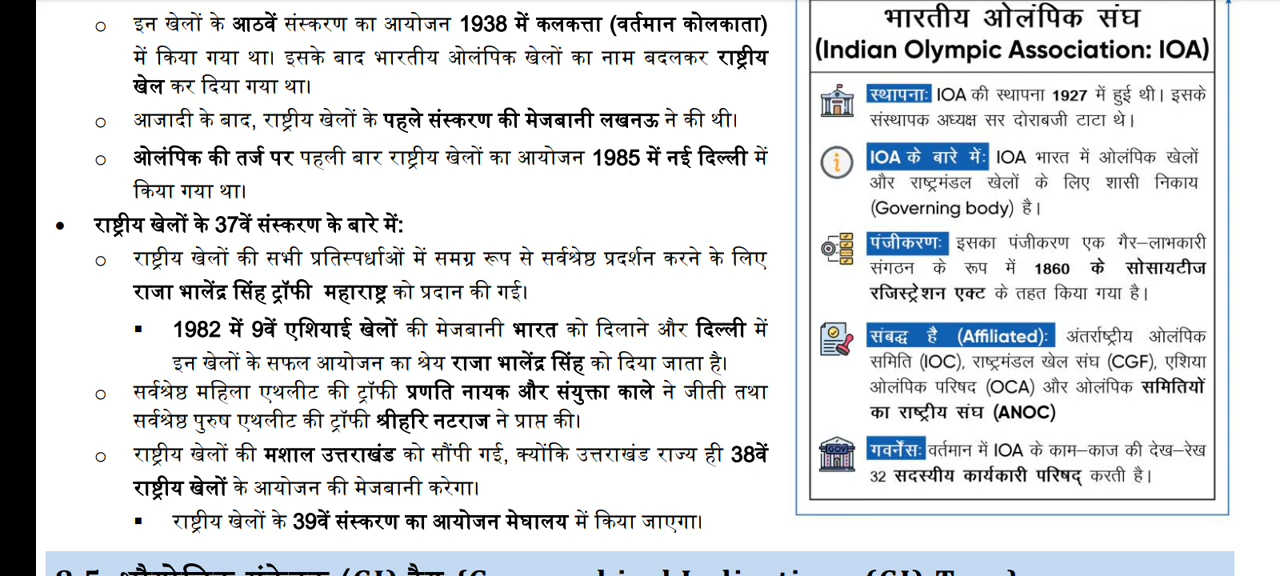 इन खेलों के आठवें संस्करण का आयोजन 1938 में कलकत्ता (वर्तमान कोलकाता)
में किया गया था। इसके बाद भारतीय ओलंपिक खेलों का नाम बदलकर राष्ट्रीय
खेल कर दिया गया था।
आजादी के बाद, राष्ट्रीय खेलों के पहले संस्करण की मेजबानी लखनऊ ने की थी।
ओलंपिक की तर्ज पर पहली बार राष्ट्रीय खेलों का आयोजन 1985 में नई दिल्ली में
किया गया था।
राष्ट्रीय खेलों के 37वें संस्करण के बारे में:
राष्ट्रीय खेलों की सभी प्रतिस्पर्धाओं में समग्र रूप से सर्वश्रेष्ठ प्रदर्शन करने के लिए
राजा भालेंद्र सिंह ट्रॉफी महाराष्ट्र को प्रदान की गई।
1982 में 9वें एशियाई खेलों की मेजबानी भारत को दिलाने और दिल्ली में
इन खेलों के सफल आयोजन का श्रेय राजा भालेंद्र सिंह को दिया जाता है।
सर्वश्रेष्ठ महिला एथलीट की ट्रॉफी प्रणति नायक और संयुक्ता काले ने जीती तथा
सर्वश्रेष्ठ पुरुष एथलीट की ट्रॉफी श्रीहरि नटराज ने प्राप्त की।
राष्ट्रीय खेलों की मशाल उत्तराखंड को सौंपी गई, क्योंकि उत्तराखंड राज्य ही 38वें
राष्ट्रीय खेलों के आयोजन की मेजबानी करेगा।
राष्ट्रीय खेलों के 39वें संस्करण का आयोजन मेघालय में किया जाएगा।
भारतीय ओलंपिक संघ
(Indian Olympic Association: IOA)
स्थापना: IOA की स्थापना 1927 में हुई थी। इसके
संस्थापक अध्यक्ष सर दोराबजी टाटा थे।
IOA के बारे में: IOA भारत में ओलंपिक खेलों
और राष्ट्रमंडल खेलों के लिए शासी निकाय
(Governing body) है।
पंजीकरण: इसका पंजीकरण एक गैर-लाभकारी
संगठन के रूप में 1860 के सोसायटीज
रजिस्ट्रेशन एक्ट के तहत किया गया है।
संबद्ध है (Affiliated): अंतर्राष्ट्रीय ओलंपिक
समिति (IOC), राष्ट्रमंडल खेल संघ (CGF), एशिया
ओलंपिक परिषद (OCA) और ओलंपिक समितियों
का राष्ट्रीय संघ (ANOC)
GOV
गवर्नेंस: वर्तमान में IOA के काम-काज की देख-रेख
32 सदस्यीय कार्यकारी परिषद् करती है।